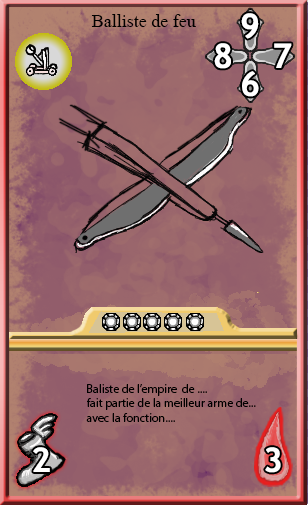 Balliste de feu
9
8 7
6
Baliste de l'empire de ....
fait partie de la meilleur arme de...
avec la fonction....
2
3